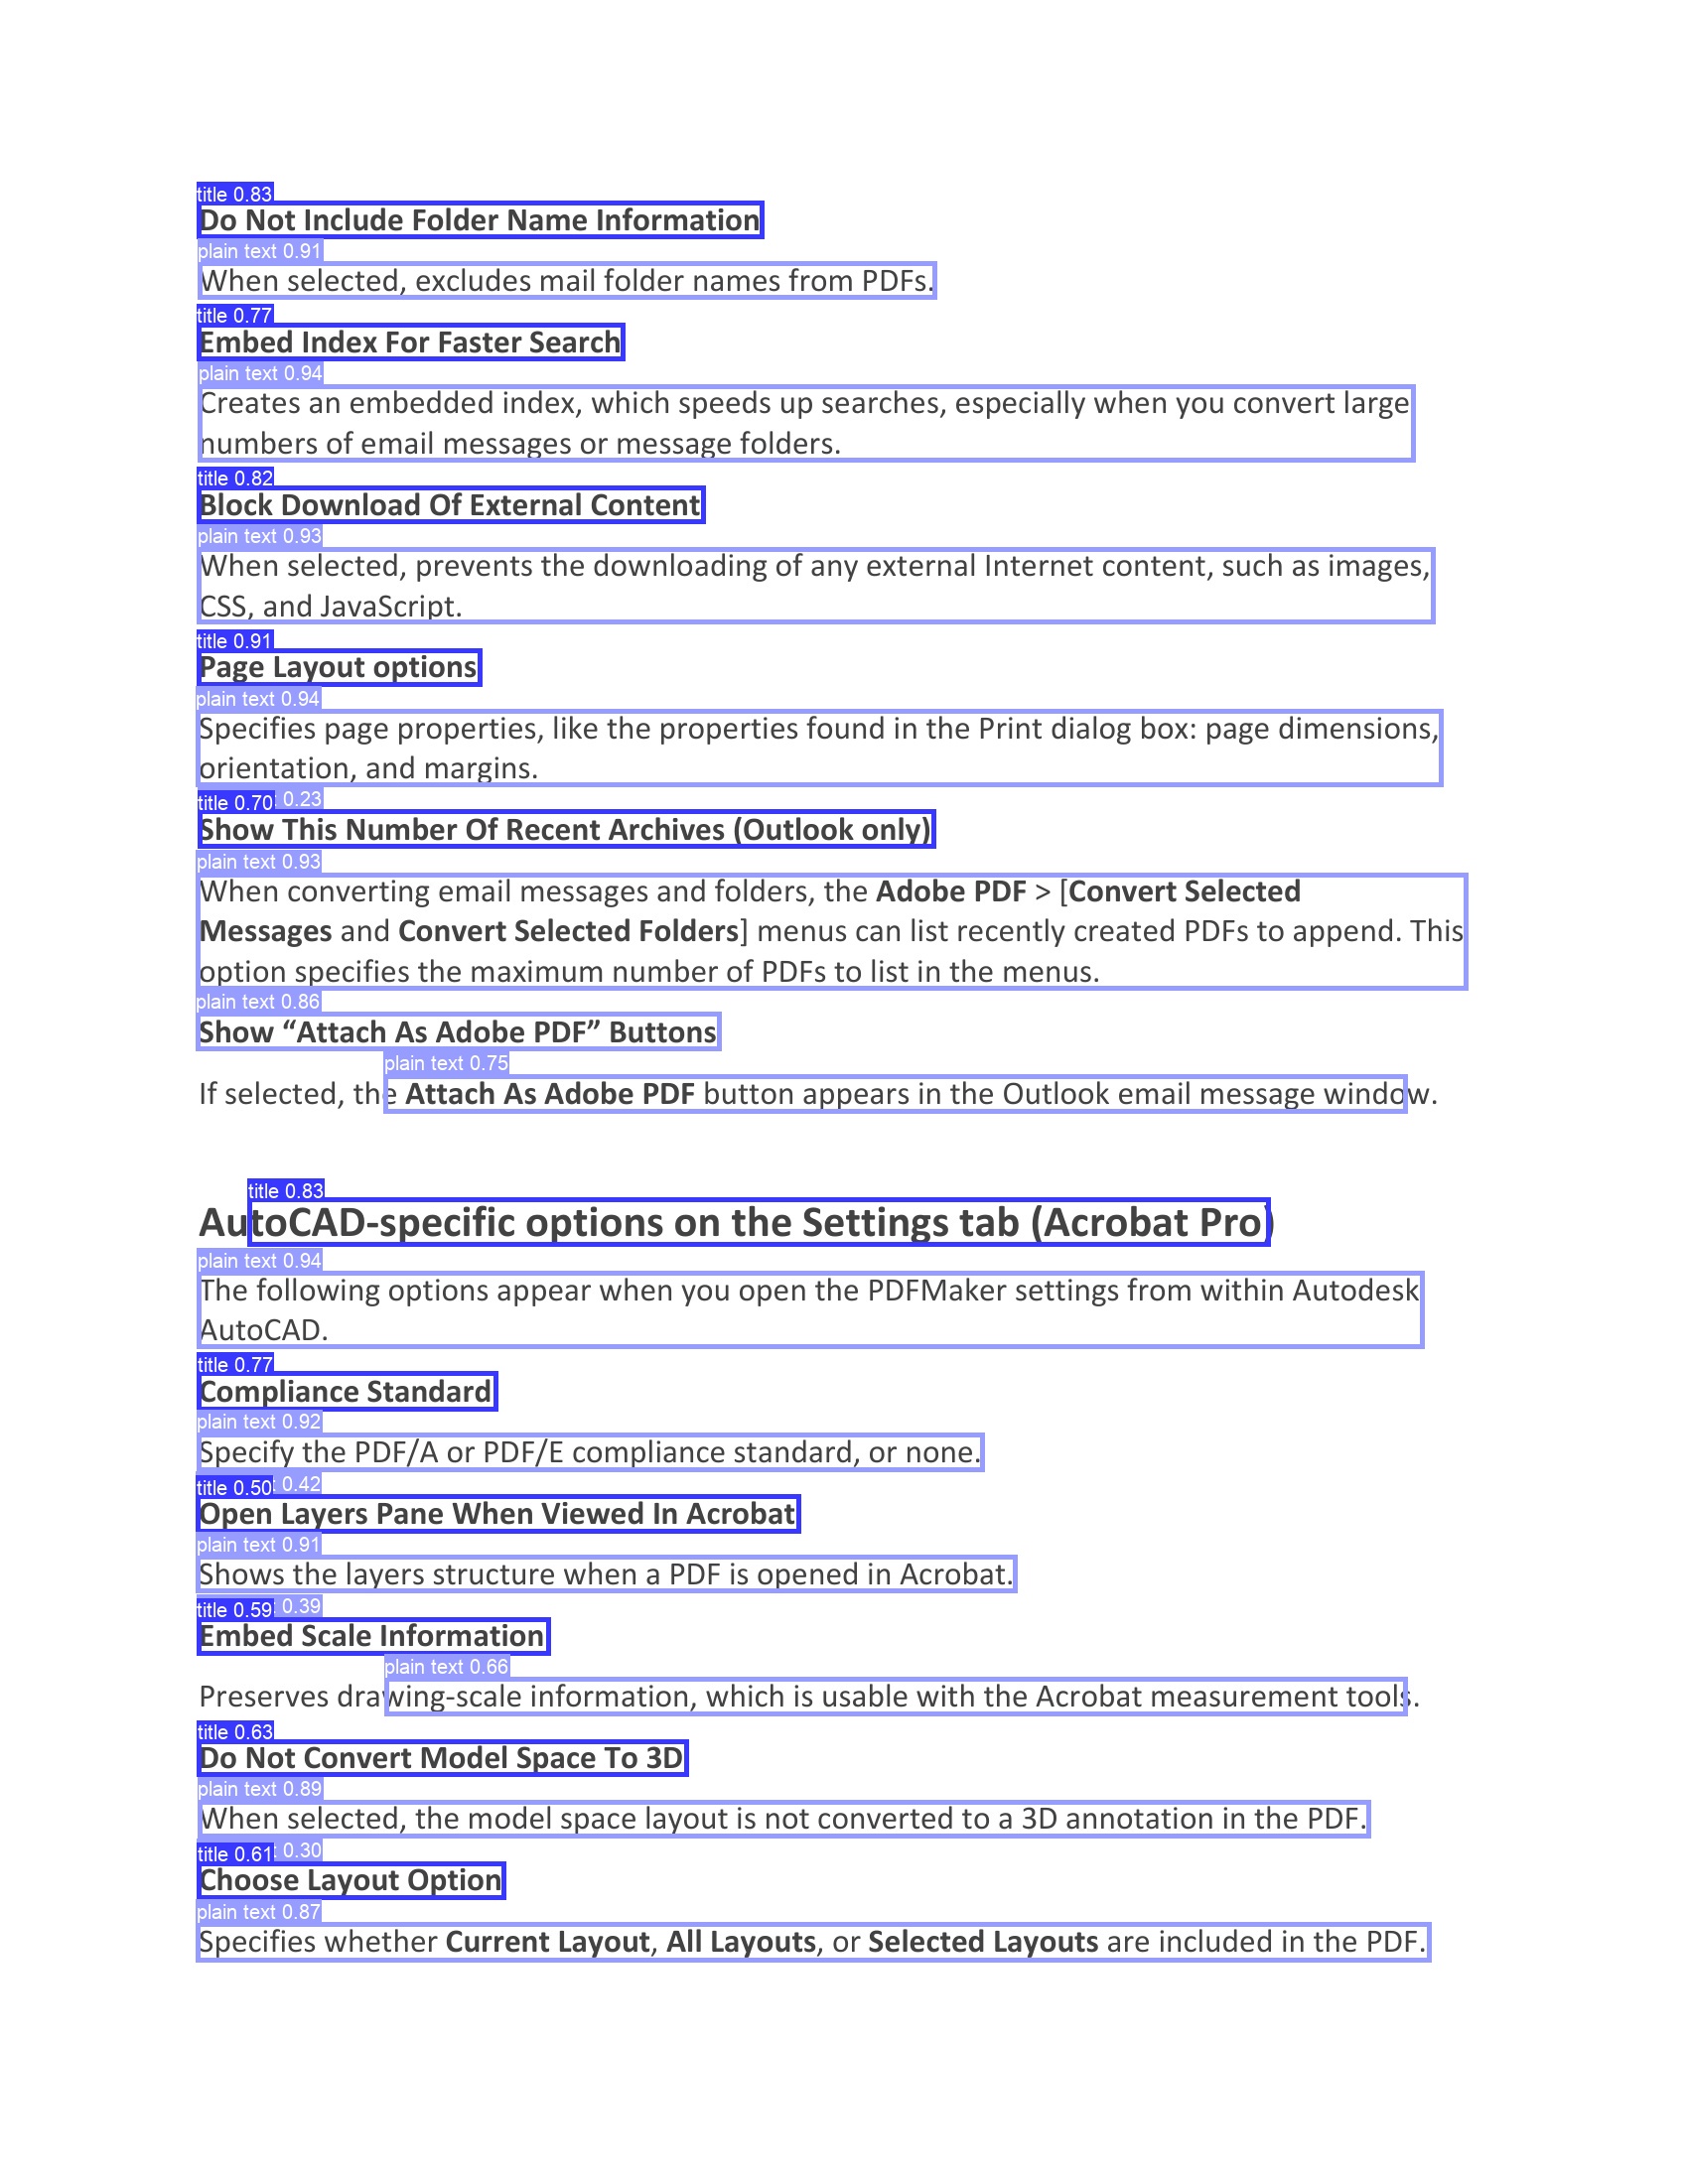 title 0.83
Do Not Include Folder Name Information
plain text 0.91
When selected, excludes mail folder names from PDFs.
title 0.77
Embed Index For Faster Search
plain text 0.94
Creates an embedded index, which speeds up searches, especially when you convert large
numbers of email messages or message folders.
title 0.82
Block Download Of External Content
plain text 0.93
When selected, prevents the downloading of any external Internet content, such as images,
CSS, and JavaScript.
title 0.91
Page Layout options
plain text 0.94
Specifies page properties, like the properties found in the Print dialog box: page dimensions,
orientation, and margins.
title 0.70 0.23
Show This Number Of Recent Archives (Outlook only)
plain text 0.93
When converting email messages and folders, the Adobe PDF > [Convert Selected
Messages and Convert Selected Folders] menus can list recently created PDFs to append. This
option specifies the maximum number of PDFs to list in the menus.
plain text 0.86
Show “Attach As Adobe PDF” Buttons
plain text 0.75
If selected, the Attach As Adobe PDF button appears in the Outlook email message window.
title 0.83
AutoCAD-specific options on the Settings tab (Acrobat Pro)
plain text 0.94
The following options appear when you open the PDFMaker settings from within Autodesk
AutoCAD.
title 0.77
Compliance Standard
plain text 0.92
Specify the PDF/A or PDF/E compliance standard, or none.
title 0.50 0.42
Open Layers Pane When Viewed In Acrobat
plain text 0.91
Shows the layers structure when a PDF is opened in Acrobat.
title 0.59 0.39
Embed Scale Information
plain text 0.66
Preserves drawing-scale information, which is usable with the Acrobat measurement tools.
title 0.63
Do Not Convert Model Space To 3D
plain text 0.89
When selected, the model space layout is not converted to a 3D annotation in the PDF.
title 0.61 0.30
Choose Layout Option
plain text 0.87
Specifies whether Current Layout, All Layouts, or Selected Layouts are included in the PDF.